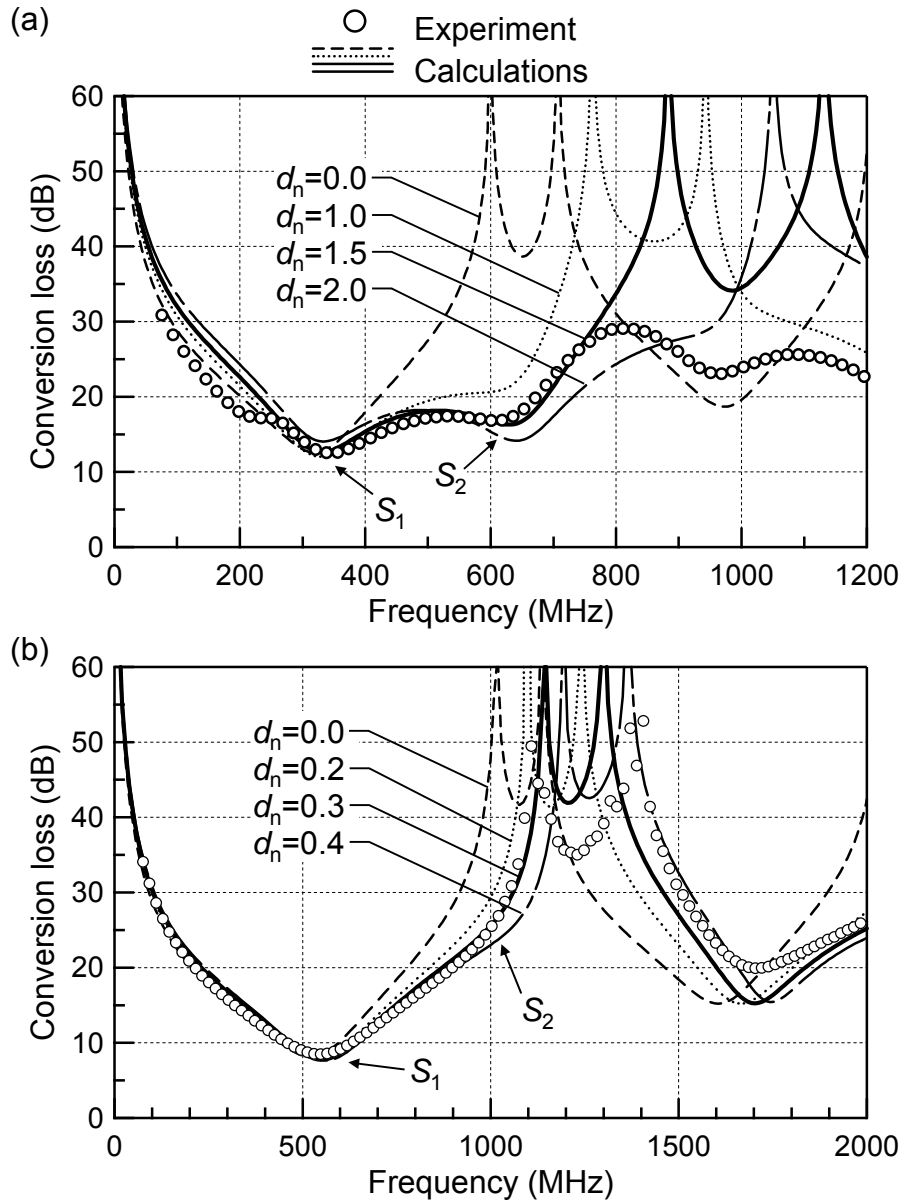 (a)
Experiment
Calculations
60
50
40
30
20
10
0
Conversion loss (dB)
dn=0.0
dn=1.0
dn=1.5
dn=2.0
S2
S1
0 200 400 600 800 1000 1200
Frequency (MHz)
(b)
60
50
40
30
20
10
0
Conversion loss (dB)
dn=0.0
dn=0.2
dn=0.3
dn=0.4
S2
S1
0 500 1000 1500 2000
Frequency (MHz)